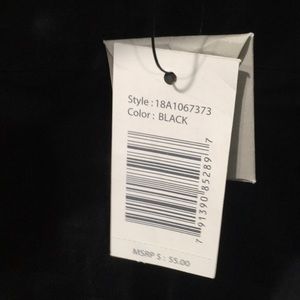 Style : 18A1067373
Color : BLACK
7 91390 85289 7
MSRP $ : 55.00